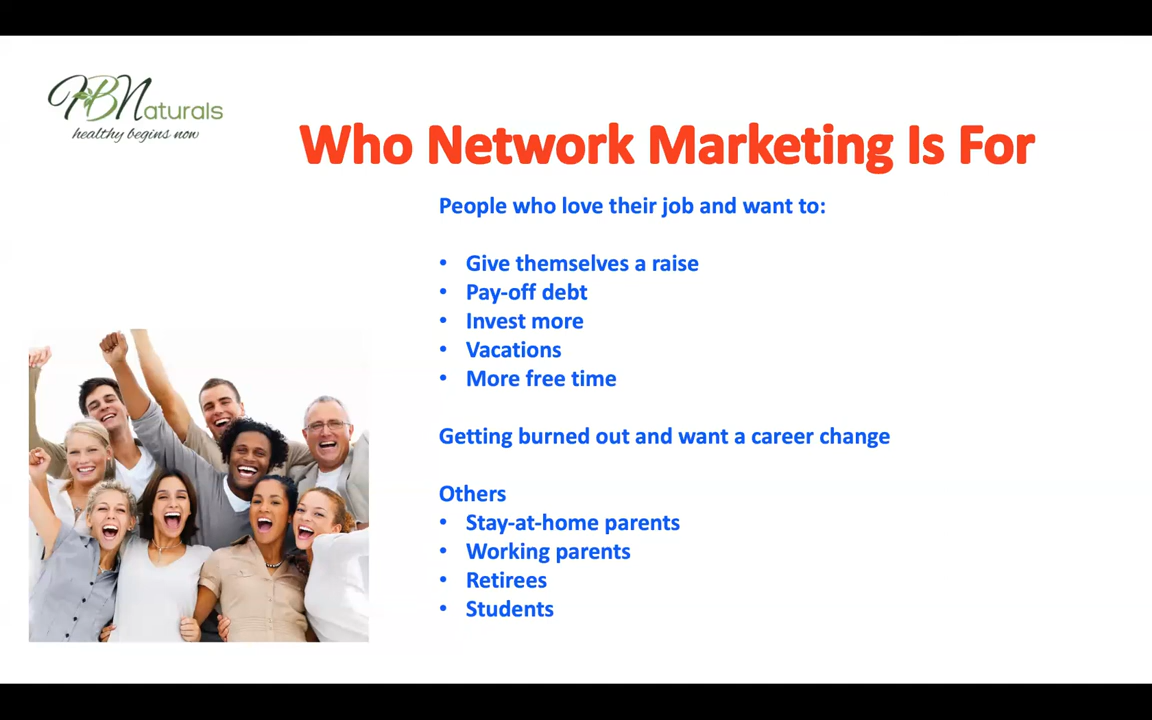 HBNaturals
healthy begins now
Who Network Marketing Is For
People who love their job and want to:
• Give themselves a raise
• Pay-off debt
• Invest more
• Vacations
• More free time
Getting burned out and want a career change
Others
• Stay-at-home parents
• Working parents
• Retirees
• Students